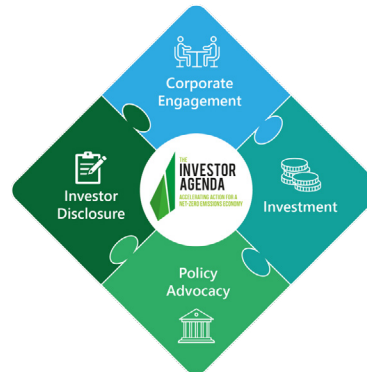 Corporate
Engagement
Investor
Disclosure
THE
INVESTOR
AGENDA
ACCELERATING ACTION FOR A
NET-ZERO EMISSIONS ECONOMY
Investment
Policy
Advocacy